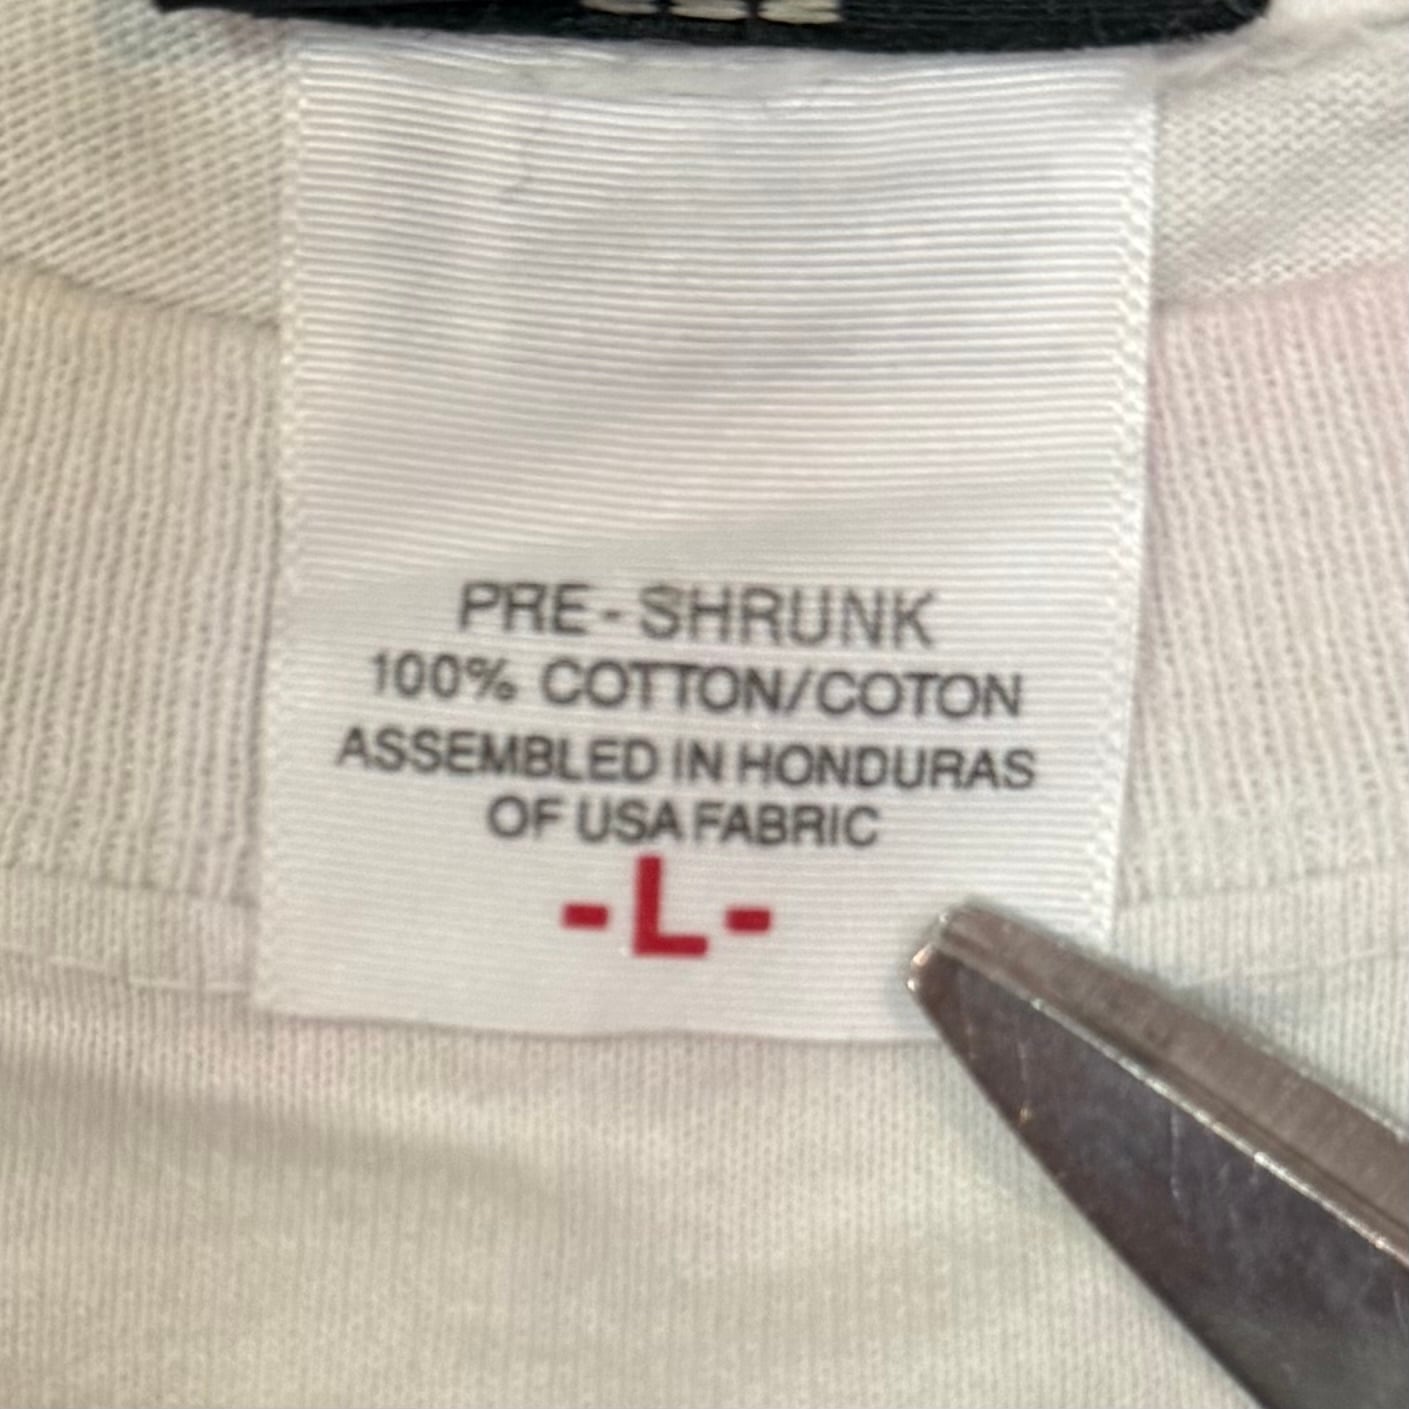 PRE-SHRUNK
100% COTTON/COTON
ASSEMBLED IN HONDURAS
OF USA FABRIC
-L-